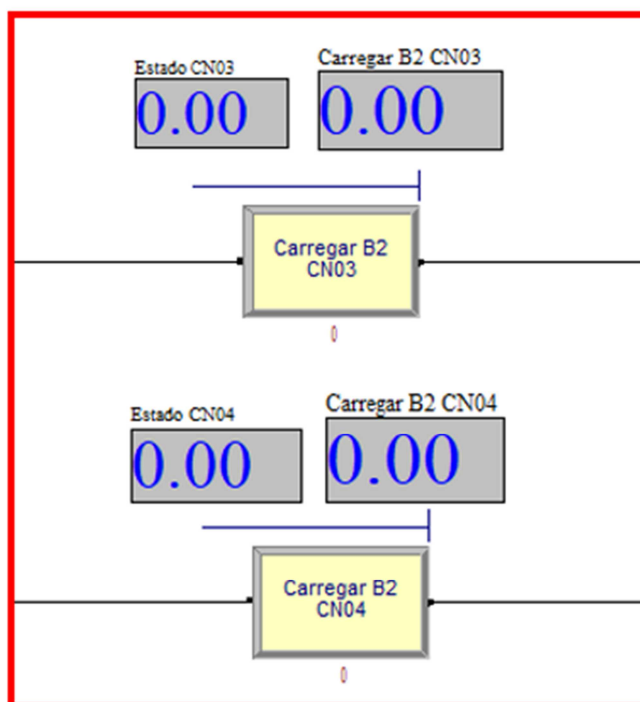 Estado CN03
Carregar B2 CN03
0.00
0.00
Carregar B2
CN03
0
Estado CN04
Carregar B2 CN04
0.00
0.00
Carregar B2
CN04
0